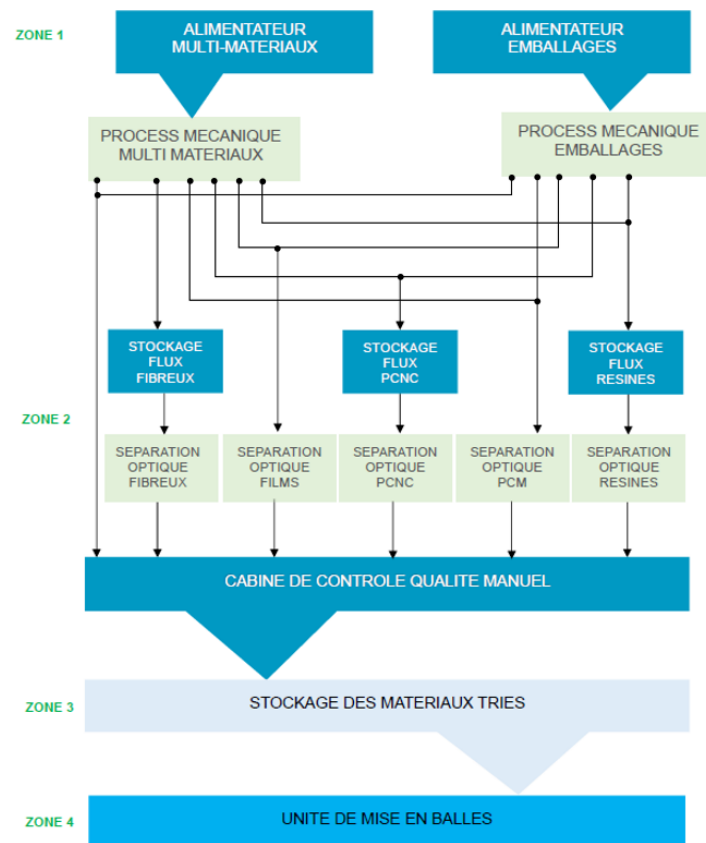 ZONE 1
ALIMENTATEUR
MULTI-MATERIAUX
ALIMENTATEUR
EMBALLAGES
PROCESS MECANIQUE
MULTI MATERIAUX
PROCESS MECANIQUE
EMBALLAGES
ZONE 2
STOCKAGE
FLUX
FIBREUX
STOCKAGE
FLUX
PCNC
STOCKAGE
FLUX
RESINES
SEPARATION
OPTIQUE
FIBREUX
SEPARATION
OPTIQUE
FILMS
SEPARATION
OPTIQUE
PCNC
SEPARATION
OPTIQUE
PCM
SEPARATION
OPTIQUE
RESINES
CABINE DE CONTROLE QUALITE MANUEL
ZONE 3
STOCKAGE DES MATERIAUX TRIES
ZONE 4
UNITE DE MISE EN BALLES